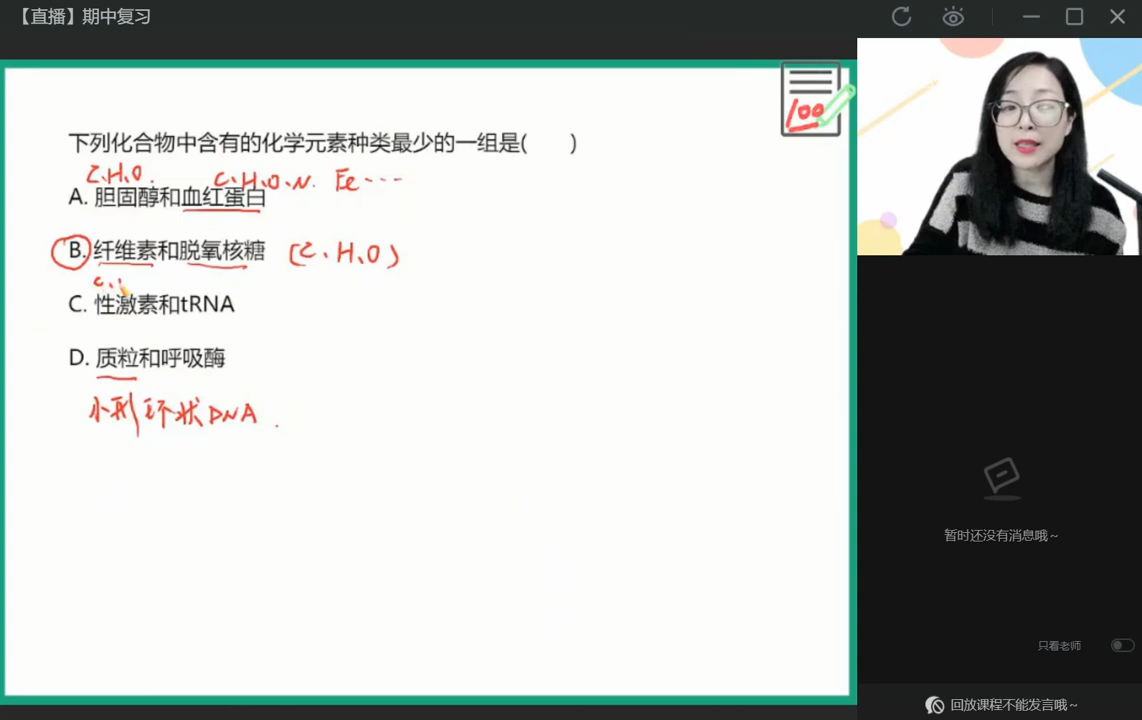 【直播】期中复习
100
下列化合物中含有的化学元素种类最少的一组是(　　)
C.H.O.　C.H.O.N. Fe...
A. 胆固醇和血红蛋白
B. 纤维素和脱氧核糖 (C.H.O)
C. 性激素和tRNA
D. 质粒和呼吸酶
小形环状DNA.
暂时还没有消息哦～
只看老师
回放课程不能发言哦～